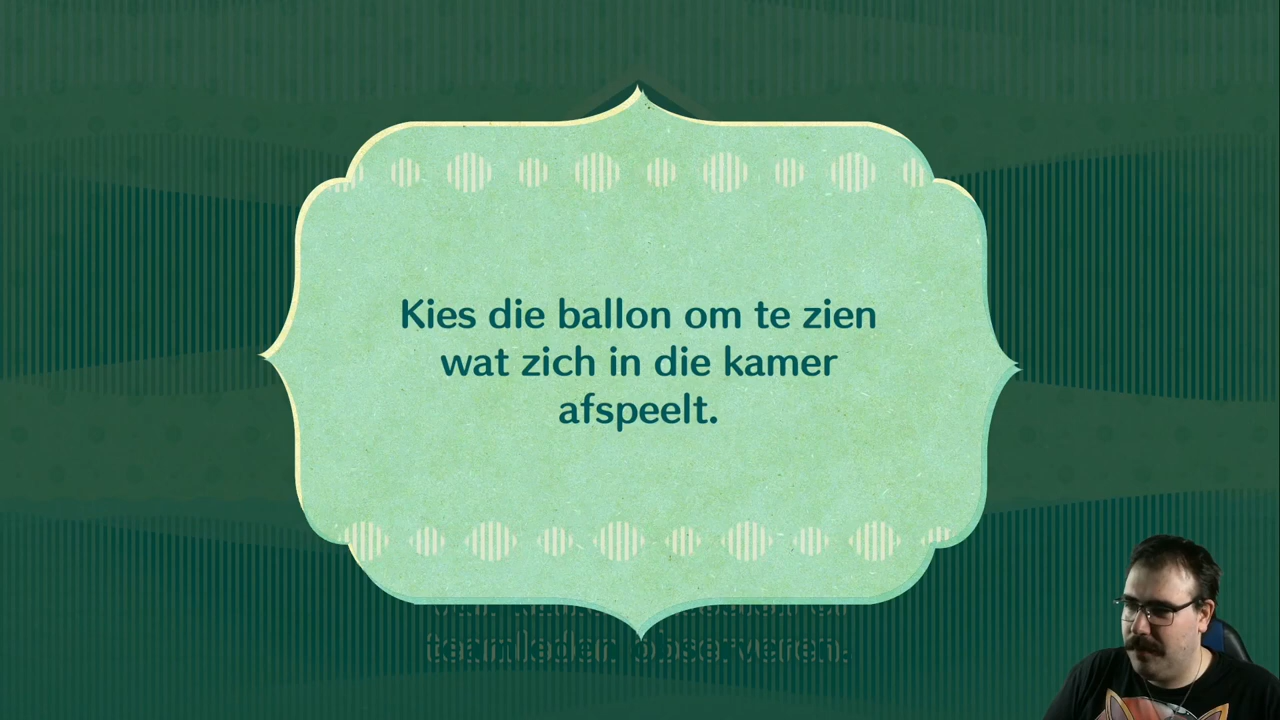 Kies die ballon om te zien
wat zich in die kamer
afspeelt.
teamleden observeren.